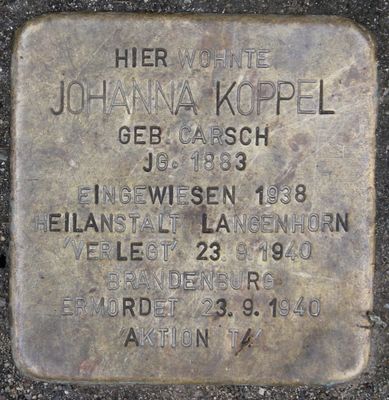 HIER WOHNTE
JOHANNA KOPPEL
GEB. CARSCH
JG. 1883
EINGEWIESEN 1938
HEILANSTALT LANGENHORN
'VERLEGT' 23.9.1940
BRANDENBURG
ERMORDET 23.9.1940
'AKTION T4'